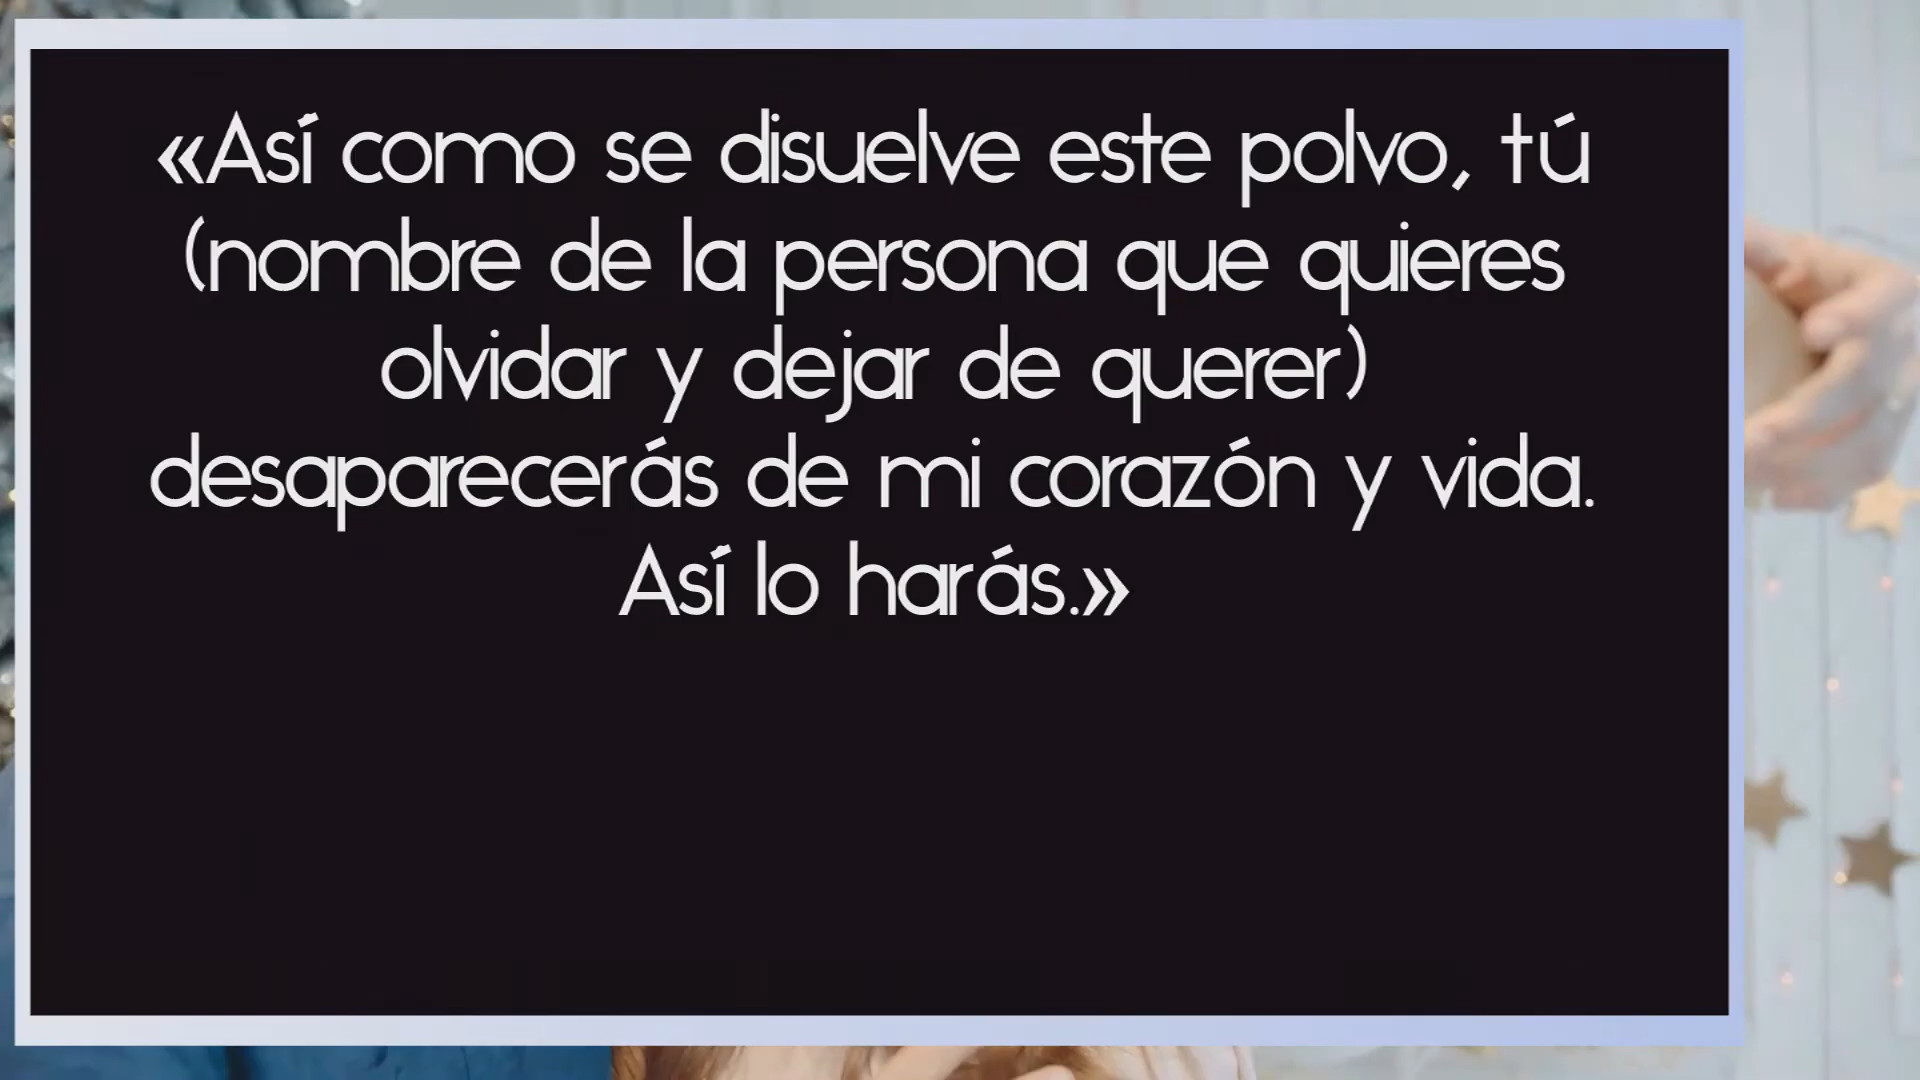 «Así como se disuelve este polvo, tú
(nombre de la persona que quieres
olvidar y dejar de querer)
desaparecerás de mi corazón y vida.
Así lo harás.»